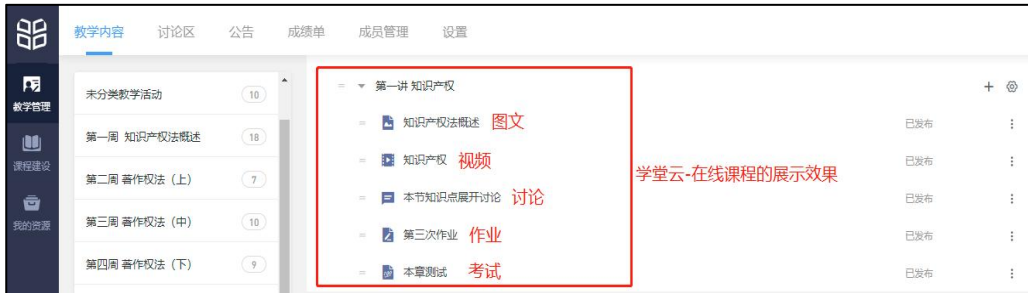 教学内容 讨论区 公告 成绩单 成员管理 设置
教学管理
课程建设
我的资源
未分类教学活动 10
第一周 知识产权法概述 18
第二周 著作权法（上） 7
第三周 著作权法（中） 10
第四周 著作权法（下） 9
第一讲 知识产权
知识产权法概述 图文 已发布
知识产权 视频 已发布
本节知识点展开讨论 讨论 已发布
第三次作业 作业 已发布
本章测试 考试 已发布
学堂云-在线课程的展示效果